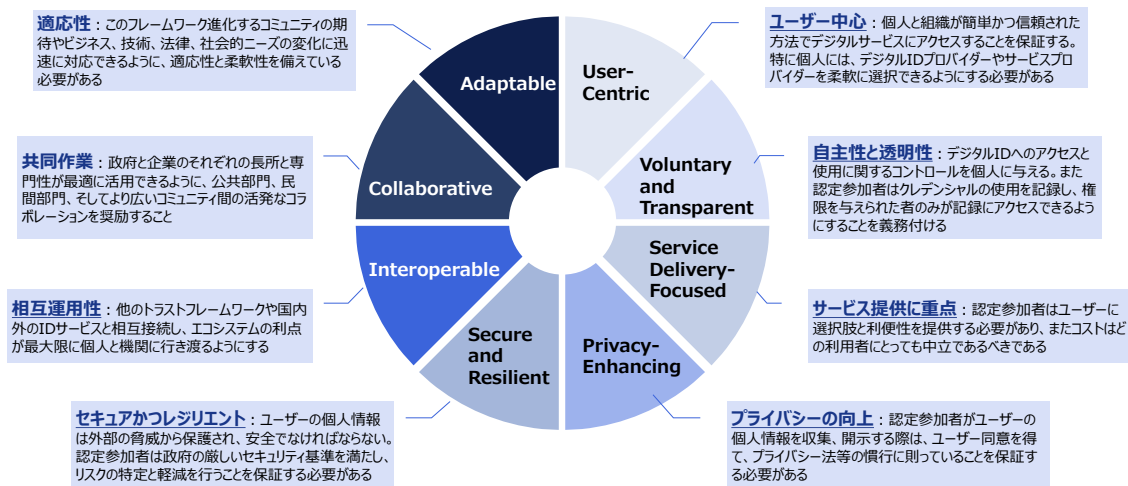 適応性：このフレームワーク進化するコミュニティの期
待やビジネス、技術、法律、社会的ニーズの変化に迅
速に対応できるように、適応性と柔軟性を備えている
必要がある
共同作業：政府と企業のそれぞれの長所と専
門性が最適に活用できるように、公共部門、民
間部門、そしてより広いコミュニティ間の活発なコラ
ボレーションを奨励すること
相互運用性：他のトラストフレームワークや国内
外のIDサービスと相互接続し、エコシステムの利点
が最大限に個人と機関に行き渡るようにする
セキュアかつレジリエント：ユーザーの個人情報
は外部の脅威から保護され、安全でなければならない。
認定参加者は政府の厳しいセキュリティ基準を満たし、
リスクの特定と軽減を行うことを保証する必要がある
Adaptable
User-
Centric
Collaborative
Voluntary
and
Transparent
Interoperable
Service
Delivery-
Focused
Secure
and
Resilient
Privacy-
Enhancing
ユーザー中心：個人と組織が簡単かつ信頼された
方法でデジタルサービスにアクセスすることを保証する。
特に個人には、デジタルIDプロバイダーやサービスプロ
バイダーを柔軟に選択できるようにする必要がある
自主性と透明性：デジタルIDへのアクセスと
使用に関するコントロールを個人に与える。また
認定参加者はクレデンシャルの使用を記録し、権
限を与えられた者のみが記録にアクセスできるよ
うにすることを義務付ける
サービス提供に重点：認定参加者はユーザーに
選択肢と利便性を提供する必要があり、またコストはど
の利用者にとっても中立であるべきである
プライバシーの向上：認定参加者がユーザーの
個人情報を収集、開示する際は、ユーザー同意を得
て、プライバシー法等の慣行に則っていることを保証す
る必要がある